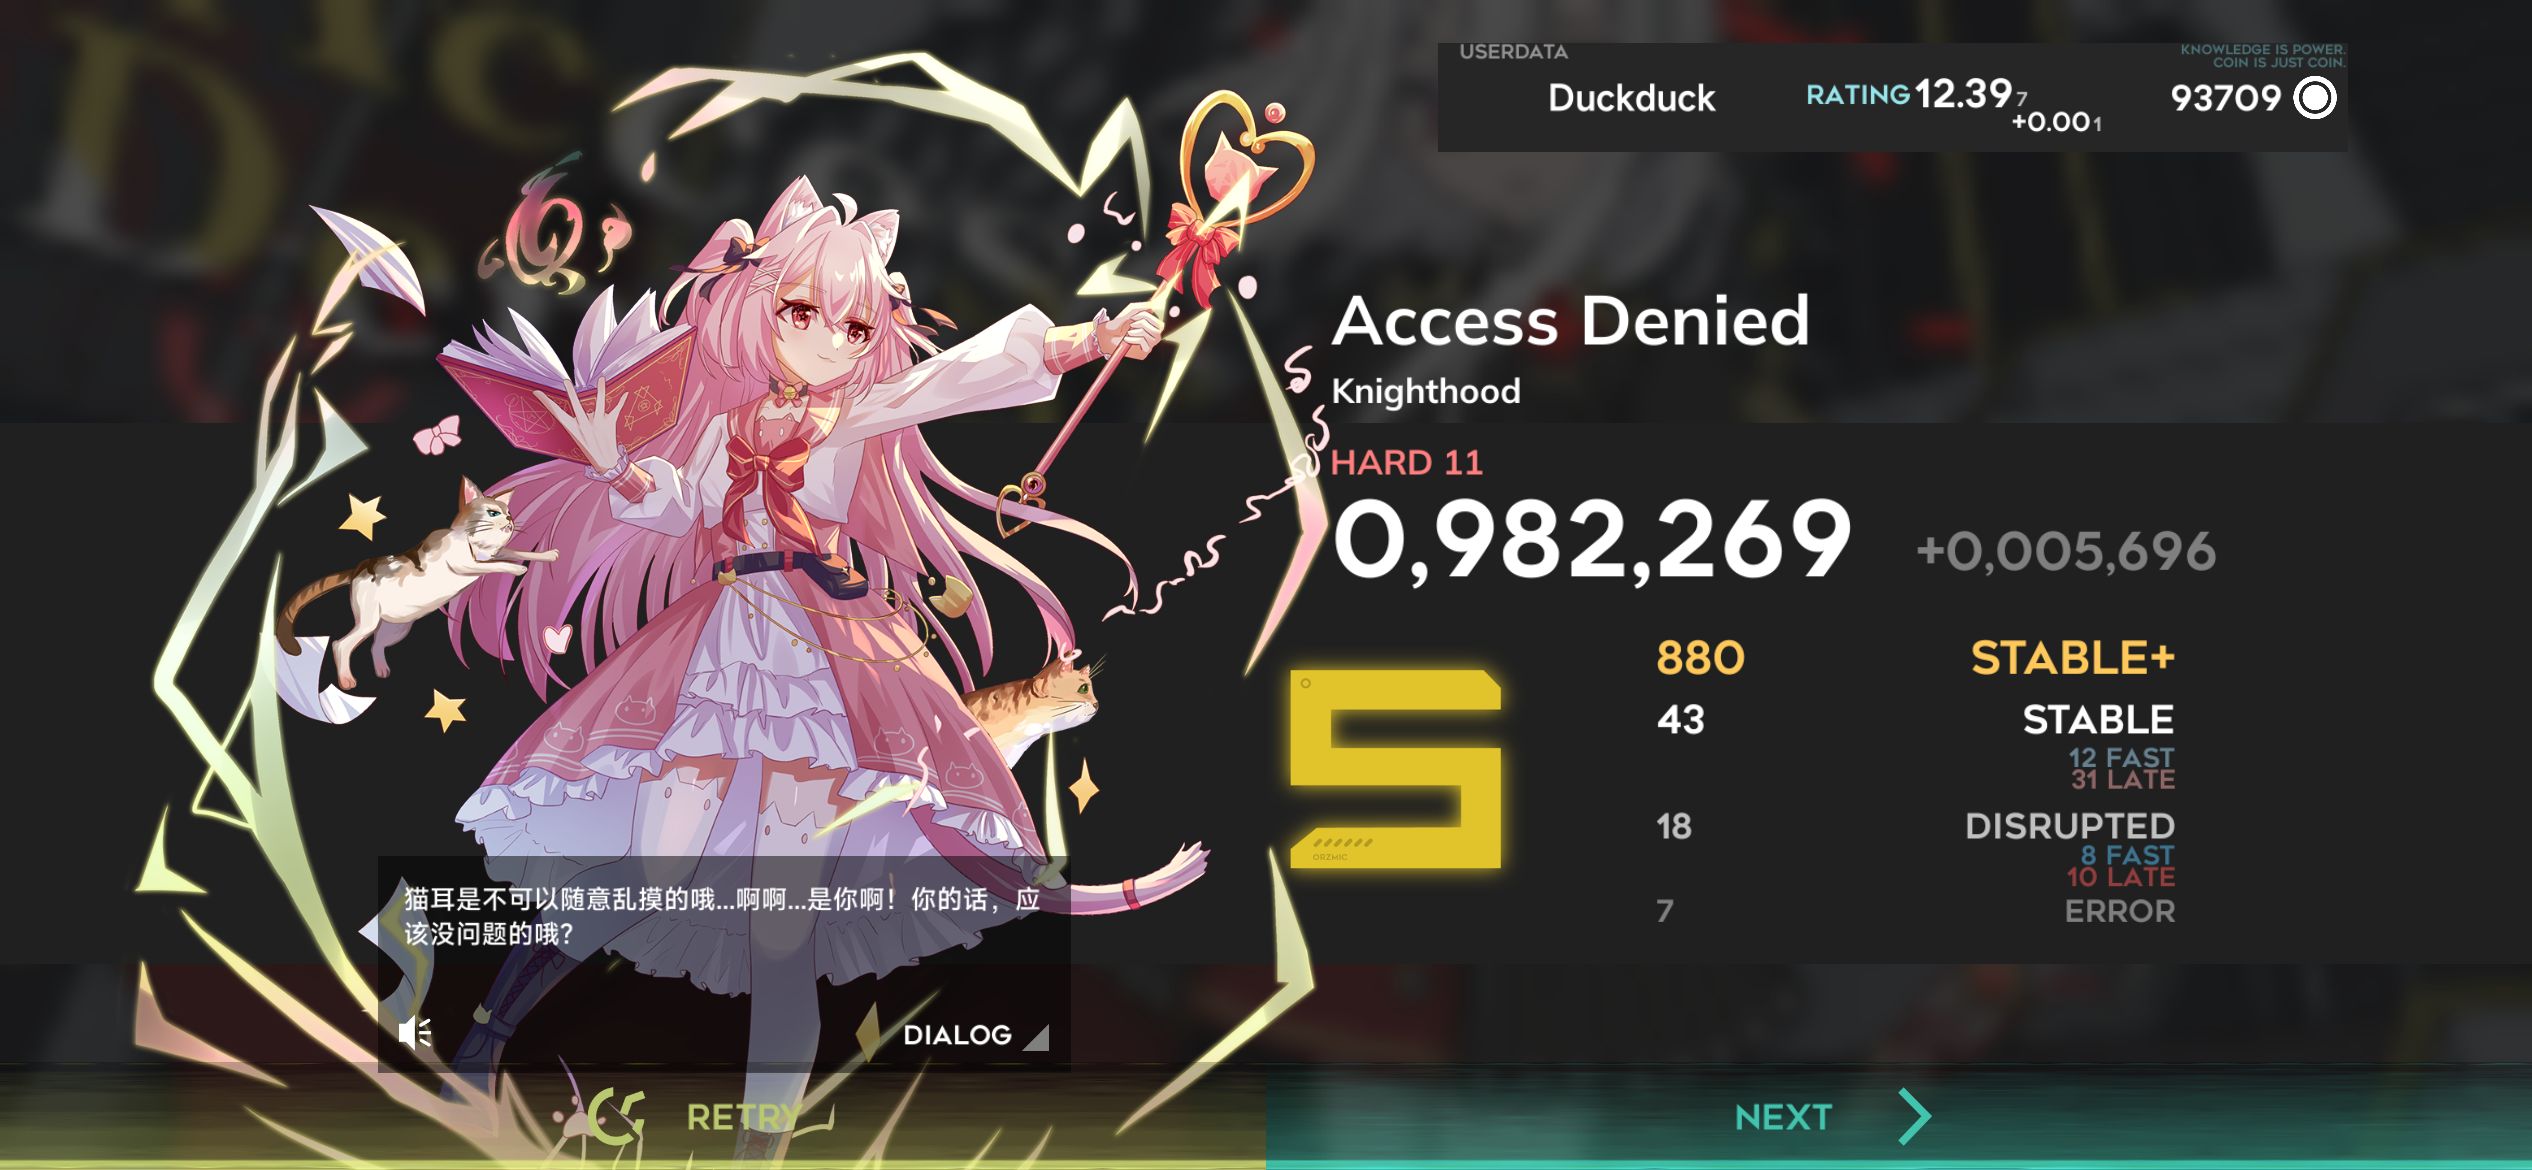 USERDATA
KNOWLEDGE IS POWER.
COIN IS JUST COIN.
Duckduck
RATING 12.397
+0.001
93709
Access Denied
Knighthood
HARD 11
0,982,269 +0,005,696
880 STABLE+
43 STABLE
12 FAST
31 LATE
18 DISRUPTED
8 FAST
10 LATE
7 ERROR
S
ORZMIC
猫耳是不可以随意乱摸的哦...啊啊...是你啊！你的话，应
该没问题的哦？
DIALOG
RETRY
NEXT